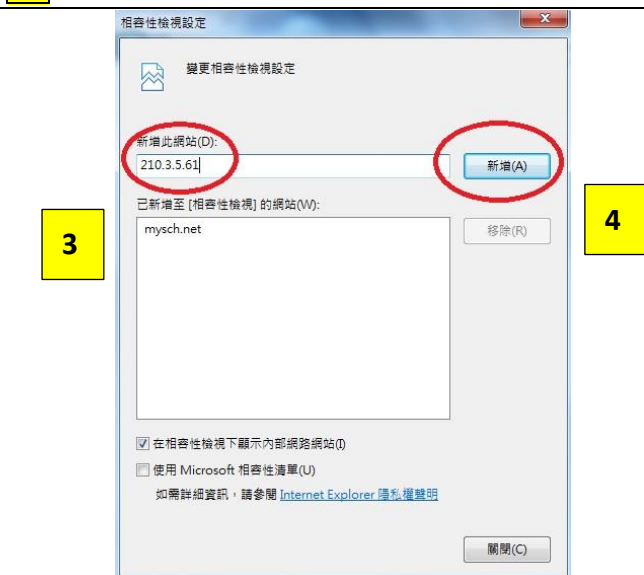 相容性檢視設定
變更相容性檢視設定
新增此網站(D):
210.3.5.61
新增(A)
已新增至 [相容性檢視] 的網站(W):
3
mysch.net
移除(R)
4
在相容性檢視下顯示內部網路網站(I)
使用 Microsoft 相容性清單(U)
如需詳細資訊，請參閱 Internet Explorer 隱私權聲明
關閉(C)